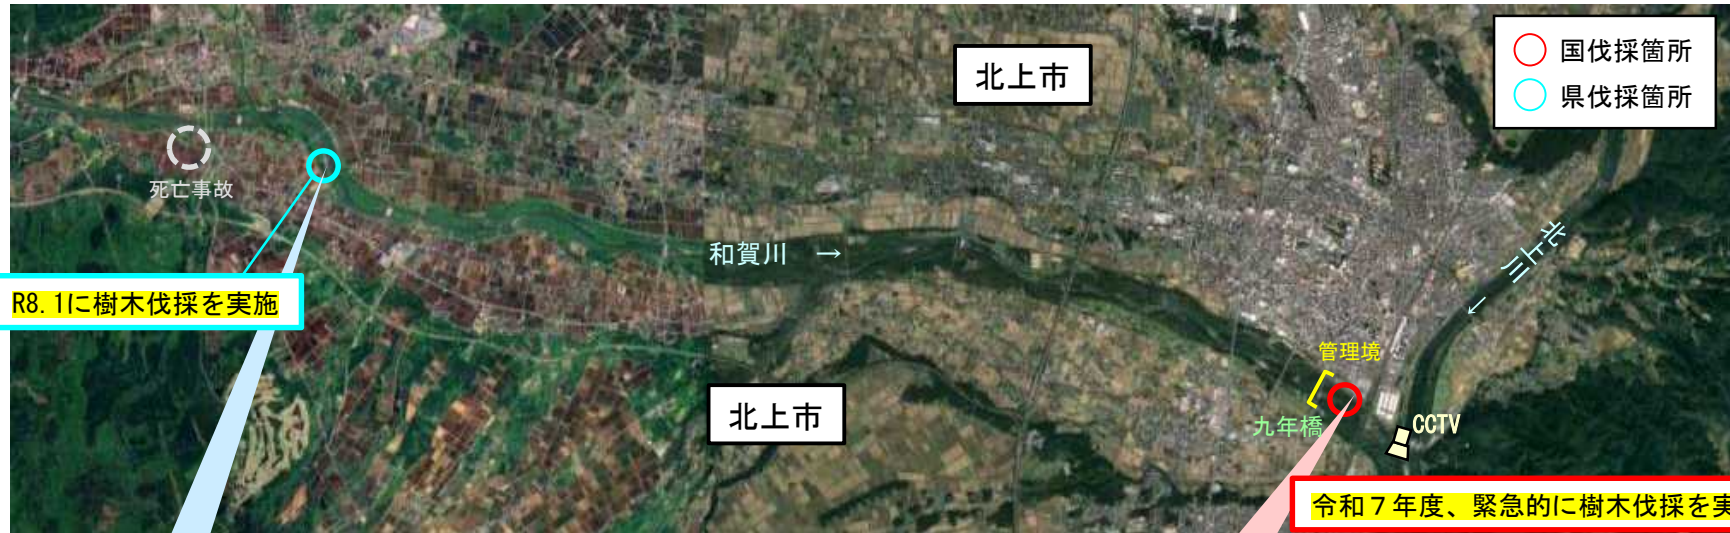 国伐採箇所
県伐採箇所
北上市
死亡事故
和賀川 →
北上川
←
R8.1に樹木伐採を実施
管理境
北上市
九年橋
CCTV
令和７年度、緊急的に樹木伐採を実